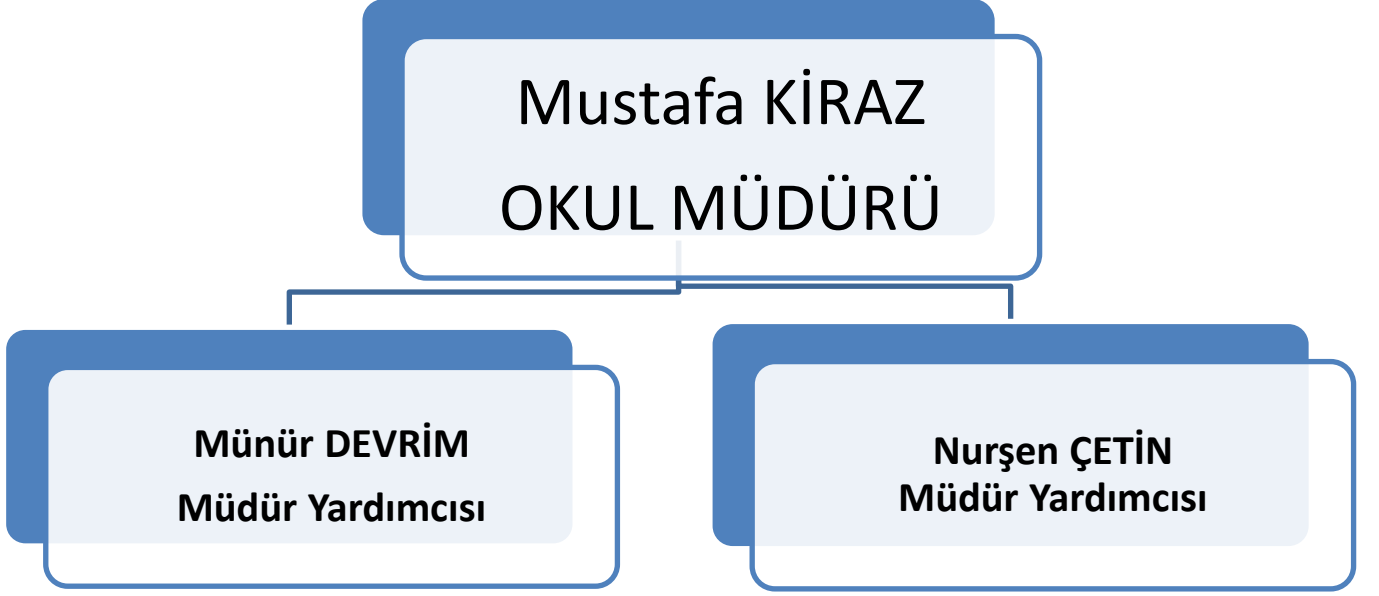 Mustafa KİRAZ
OKUL MÜDÜRÜ
Münür DEVRİM
Müdür Yardımcısı
Nurşen ÇETİN
Müdür Yardımcısı